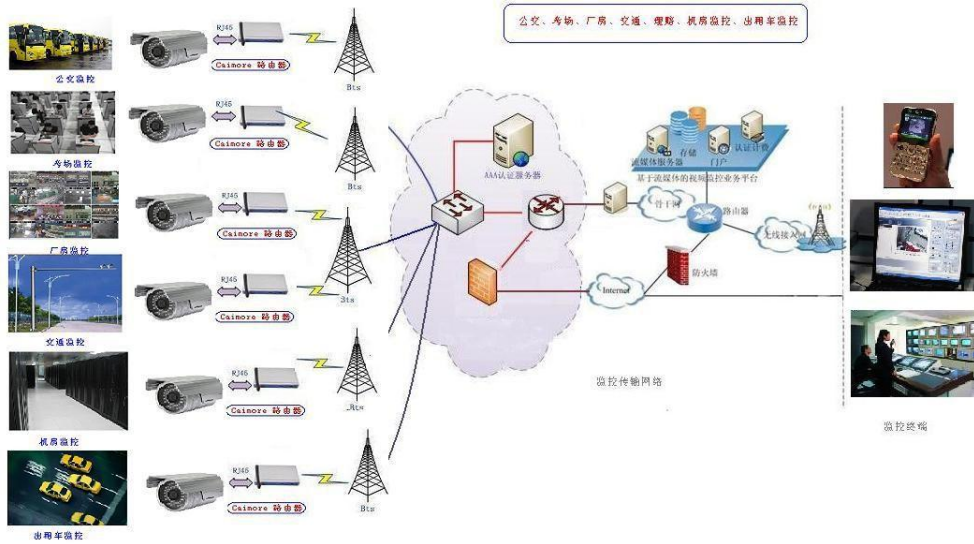 公交、考场、厂房、交通、线路、机房监控、出租车监控
RJ45
Caimore 路由器
Bts
公交监控
RJ45
Caimore 路由器
Bts
考场监控
RJ45
Caimore 路由器
3ts
厂房监控
RJ45
Caimore 路由器
交通监控
RJ45
Caimore 路由器
Bts
机房监控
RJ45
Caimore 路由器
Bts
出租车监控
AAA认证服务器
流媒体服务器
存储
门户
认证计费
基于流媒体的视频监控业务平台
骨干网
路由器
无线接入网
防火墙
Internet
监控传输网络
监控终端